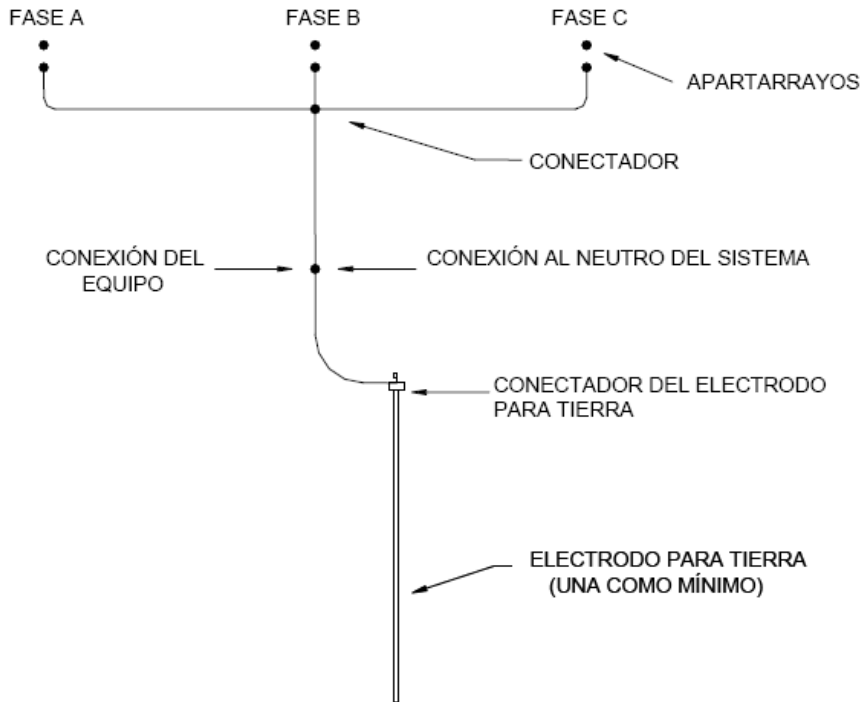 FASE A
FASE B
FASE C
APARTARRAYOS
CONECTADOR
CONEXIÓN DEL
EQUIPO
CONEXIÓN AL NEUTRO DEL SISTEMA
CONECTADOR DEL ELECTRODO
PARA TIERRA
ELECTRODO PARA TIERRA
(UNA COMO MÍNIMO)